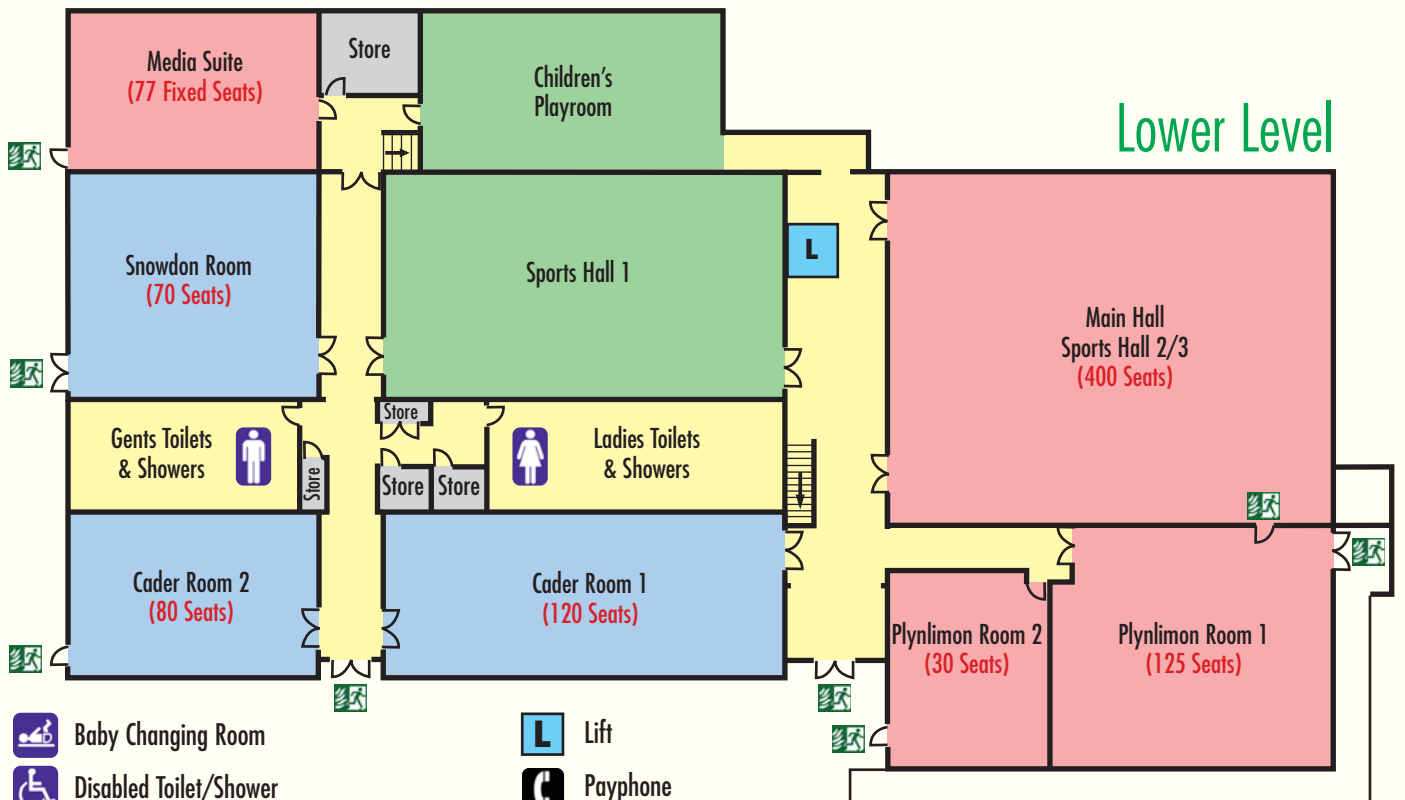 Lower Level
Media Suite
(77 Fixed Seats)
Store
Children's
Playroom
Snowdon Room
(70 Seats)
Sports Hall 1
L
Main Hall
Sports Hall 2/3
(400 Seats)
Gents Toilets
& Showers
Store
Store
Store
Store
Ladies Toilets
& Showers
Cader Room 2
(80 Seats)
Cader Room 1
(120 Seats)
Plynlimon Room 2
(30 Seats)
Plynlimon Room 1
(125 Seats)
Baby Changing Room
L Lift
Disabled Toilet/Shower
Payphone